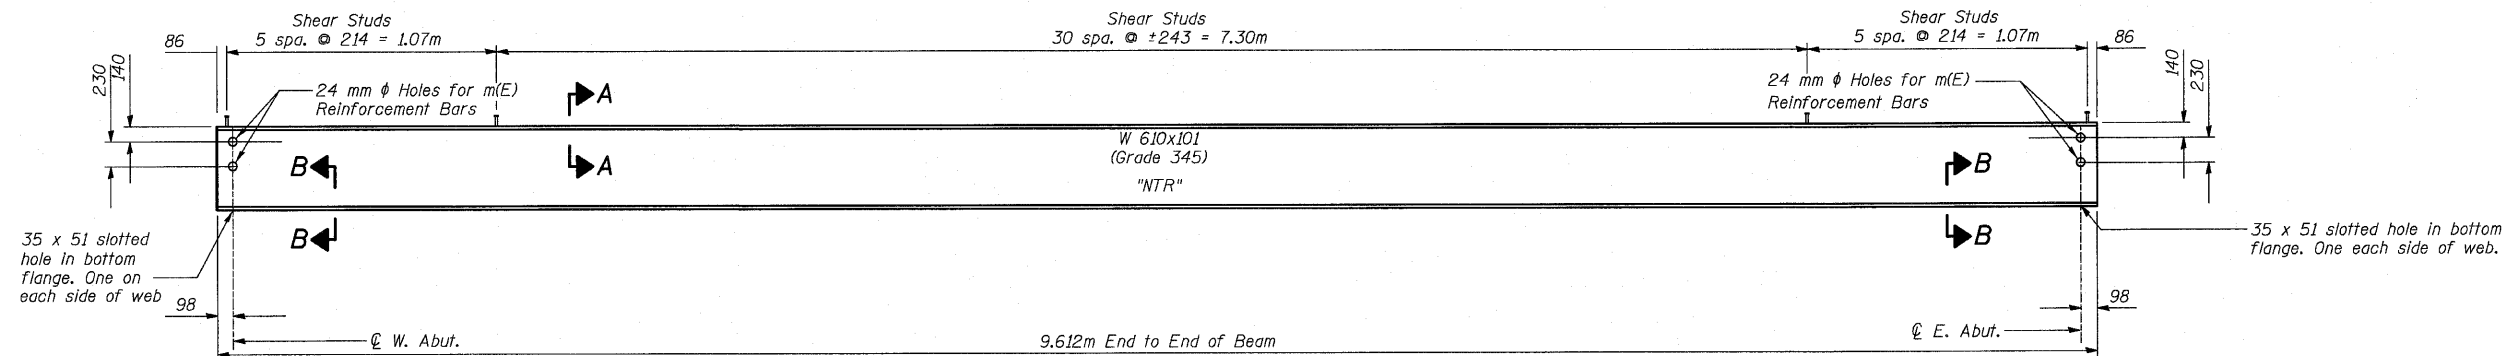 Shear Studs
5 spa. @ 214 = 1.07m
Shear Studs
30 spa. @ ±243 = 7.30m
Shear Studs
5 spa. @ 214 = 1.07m
86
86
230
140
140
230
24 mm ϕ Holes for m(E)
Reinforcement Bars
A
A
24 mm ϕ Holes for m(E)
Reinforcement Bars
W 610x101
(Grade 345)
"NTR"
B
B
B
B
35 x 51 slotted
hole in bottom
flange. One on
each side of web
35 x 51 slotted hole in bottom
flange. One each side of web.
98
98
℄ W. Abut.
℄ E. Abut.
9.612m End to End of Beam